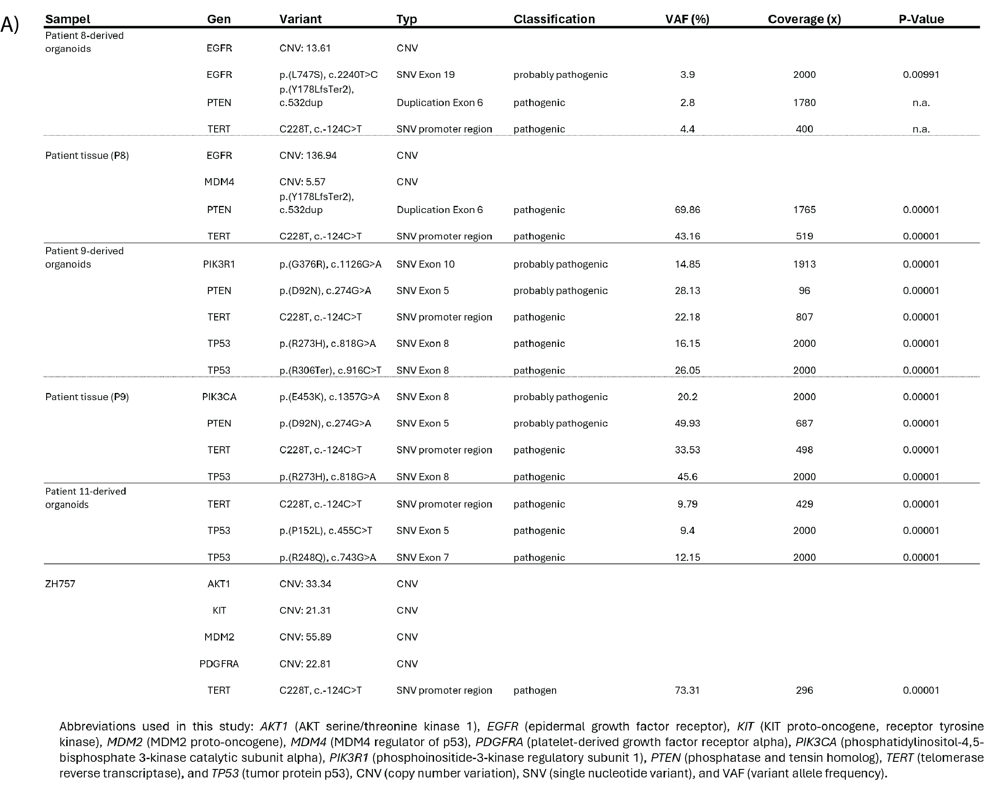 A)
Sampel Gen Variant Typ Classification VAF (%) Coverage (x) P-Value
Patient 8-derived
organoids EGFR CNV: 13.61 CNV
EGFR p.(L747S), c.2240T>C SNV Exon 19 probably pathogenic 3.9 2000 0.00991
p.(Y178LfsTer2),
PTEN c.532dup Duplication Exon 6 pathogenic 2.8 1780 n.a.
TERT C228T, c.-124C>T SNV promoter region pathogenic 4.4 400 n.a.
Patient tissue (P8) EGFR CNV: 136.94 CNV
MDM4 CNV: 5.57 CNV
p.(Y178LfsTer2),
PTEN c.532dup Duplication Exon 6 pathogenic 69.86 1765 0.00001
TERT C228T, c.-124C>T SNV promoter region pathogenic 43.16 519 0.00001
Patient 9-derived
organoids PIK3R1 p.(G376R), c.1126G>A SNV Exon 10 probably pathogenic 14.85 1913 0.00001
PTEN p.(D92N), c.274G>A SNV Exon 5 probably pathogenic 28.13 96 0.00001
TERT C228T, c.-124C>T SNV promoter region pathogenic 22.18 807 0.00001
TP53 p.(R273H), c.818G>A SNV Exon 8 pathogenic 16.15 2000 0.00001
TP53 p.(R306Ter), c.916C>T SNV Exon 8 pathogenic 26.05 2000 0.00001
Patient tissue (P9) PIK3CA p.(E453K), c.1357G>A SNV Exon 8 probably pathogenic 20.2 2000 0.00001
PTEN p.(D92N), c.274G>A SNV Exon 5 probably pathogenic 49.93 687 0.00001
TERT C228T, c.-124C>T SNV promoter region pathogenic 33.53 498 0.00001
TP53 p.(R273H), c.818G>A SNV Exon 8 pathogenic 45.6 2000 0.00001
Patient 11-derived
organoids TERT C228T, c.-124C>T SNV promoter region pathogenic 9.79 429 0.00001
TP53 p.(P152L), c.455C>T SNV Exon 5 pathogenic 9.4 2000 0.00001
TP53 p.(R248Q), c.743G>A SNV Exon 7 pathogenic 12.15 2000 0.00001
ZH757 AKT1 CNV: 33.34 CNV
KIT CNV: 21.31 CNV
MDM2 CNV: 55.89 CNV
PDGFRA CNV: 22.81 CNV
TERT C228T, c.-124C>T SNV promoter region pathogen 73.31 296 0.00001
Abbreviations used in this study: AKT1 (AKT serine/threonine kinase 1), EGFR (epidermal growth factor receptor), KIT (KIT proto-oncogene, receptor tyrosine
kinase), MDM2 (MDM2 proto-oncogene), MDM4 (MDM4 regulator of p53), PDGFRA (platelet-derived growth factor receptor alpha), PIK3CA (phosphatidylinositol-4,5-
bisphosphate 3-kinase catalytic subunit alpha), PIK3R1 (phosphoinositide-3-kinase regulatory subunit 1), PTEN (phosphatase and tensin homolog), TERT (telomerase
reverse transcriptase), and TP53 (tumor protein p53), CNV (copy number variation), SNV (single nucleotide variant), and VAF (variant allele frequency).